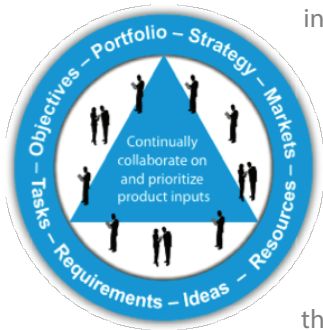 in
Objectives – Portfolio – Strategy – Markets – Resources – Ideas – Requirements – Tasks –
Continually
collaborate on
and prioritize
product inputs
th